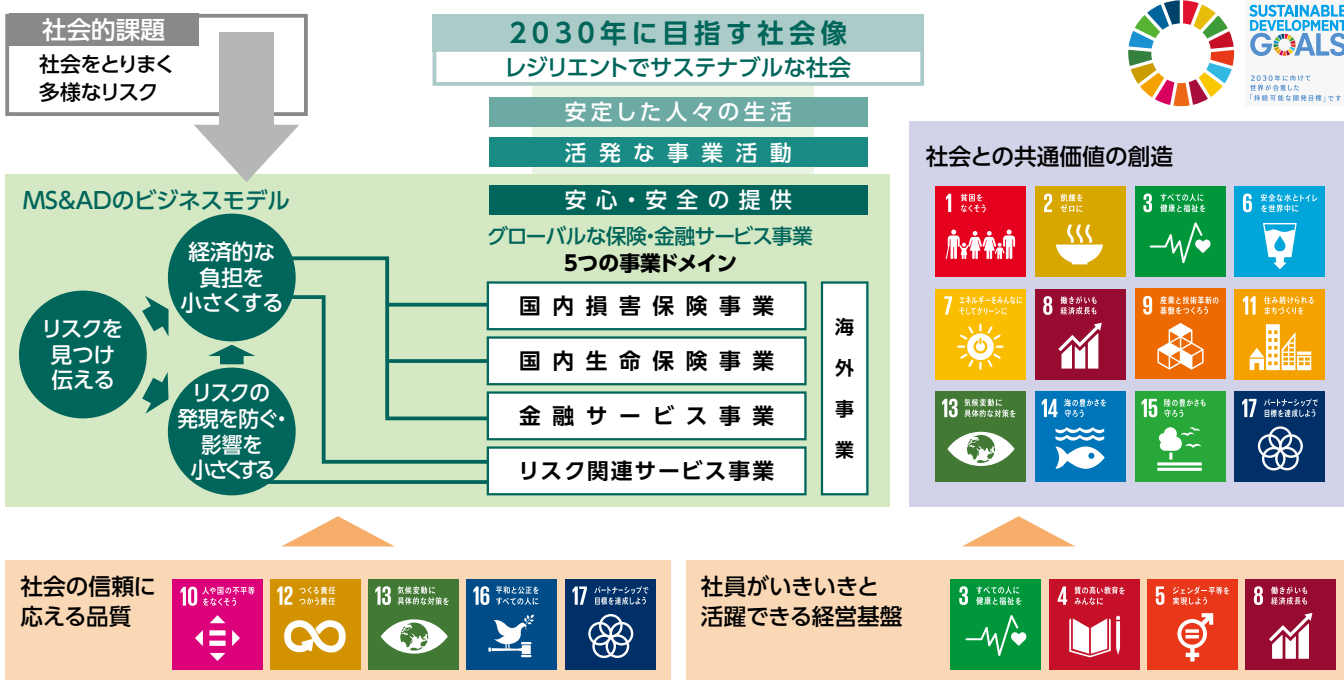 社会的課題
社会をとりまく
多様なリスク
2030年に目指す社会像
レジリエントでサステナブルな社会
安定した人々の生活
活発な事業活動
安心・安全の提供
SUSTAINABLE
DEVELOPMENT
GOALS
2030年に向けて
世界が合意した
「持続可能な開発目標」です
MS&ADのビジネスモデル
リスクを
見つけ
伝える
経済的な
負担を
小さくする
リスクの
発現を防ぐ・
影響を
小さくする
グローバルな保険・金融サービス事業
5つの事業ドメイン
国内損害保険事業
国内生命保険事業
金融サービス事業
リスク関連サービス事業
海外事業
社会との共通価値の創造
1 貧困を
なくそう
2 飢餓を
ゼロに
3 すべての人に
健康と福祉を
6 安全な水とトイレ
を世界中に
7 エネルギーをみんなに
そしてクリーンに
8 働きがいも
経済成長も
9 産業と技術革新の
基盤をつくろう
11 住み続けられる
まちづくりを
13 気候変動に
具体的な対策を
14 海の豊かさを
守ろう
15 陸の豊かさも
守ろう
17 パートナーシップで
目標を達成しよう
社会の信頼に
応える品質
10 人や国の不平等
をなくそう
12 つくる責任
つかう責任
13 気候変動に
具体的な対策を
16 平和と公正を
すべての人に
17 パートナーシップで
目標を達成しよう
社員がいきいきと
活躍できる経営基盤
3 すべての人に
健康と福祉を
4 質の高い教育を
みんなに
5 ジェンダー平等を
実現しよう
8 働きがいも
経済成長も